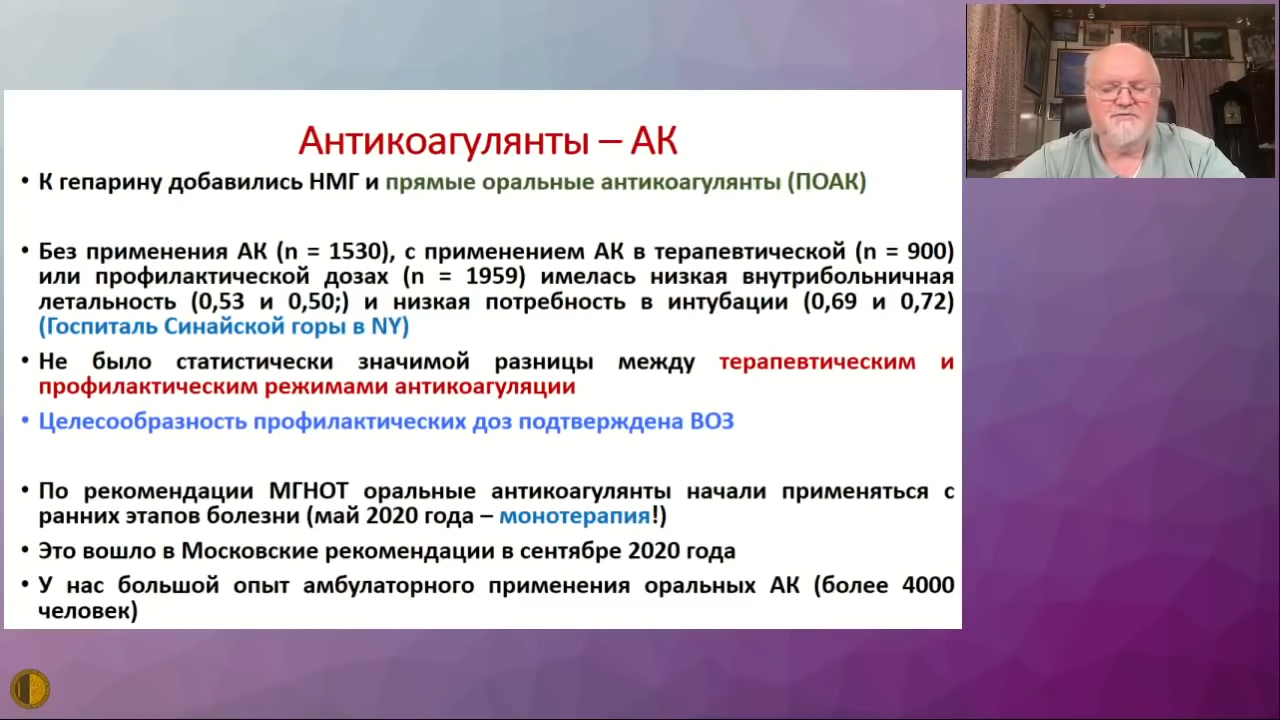 Антикоагулянты – АК
• К гепарину добавились НМГ и прямые оральные антикоагулянты (ПОАК)
• Без применения АК (n = 1530), с применением АК в терапевтической (n = 900)
или профилактической дозах (n = 1959) имелась низкая внутрибольничная
летальность (0,53 и 0,50;) и низкая потребность в интубации (0,69 и 0,72)
(Госпиталь Синайской горы в NY)
• Не было статистически значимой разницы между терапевтическим и
профилактическим режимами антикоагуляции
• Целесообразность профилактических доз подтверждена ВОЗ
• По рекомендации МГНОТ оральные антикоагулянты начали применяться с
ранних этапов болезни (май 2020 года – монотерапия!)
• Это вошло в Московские рекомендации в сентябре 2020 года
• У нас большой опыт амбулаторного применения оральных АК (более 4000
человек)